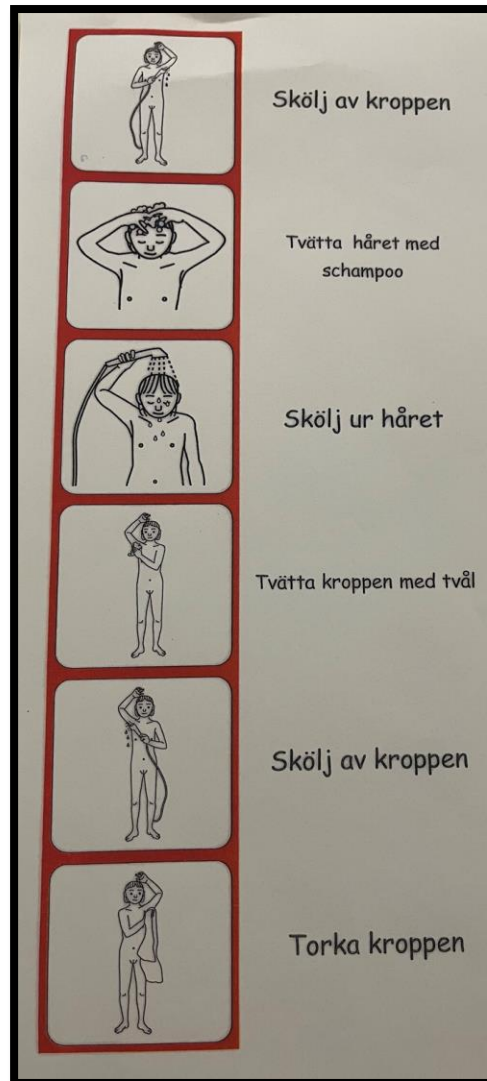 Skölj av kroppen
Tvätta håret med
schampoo
Skölj ur håret
Tvätta kroppen med tvål
Skölj av kroppen
Torka kroppen